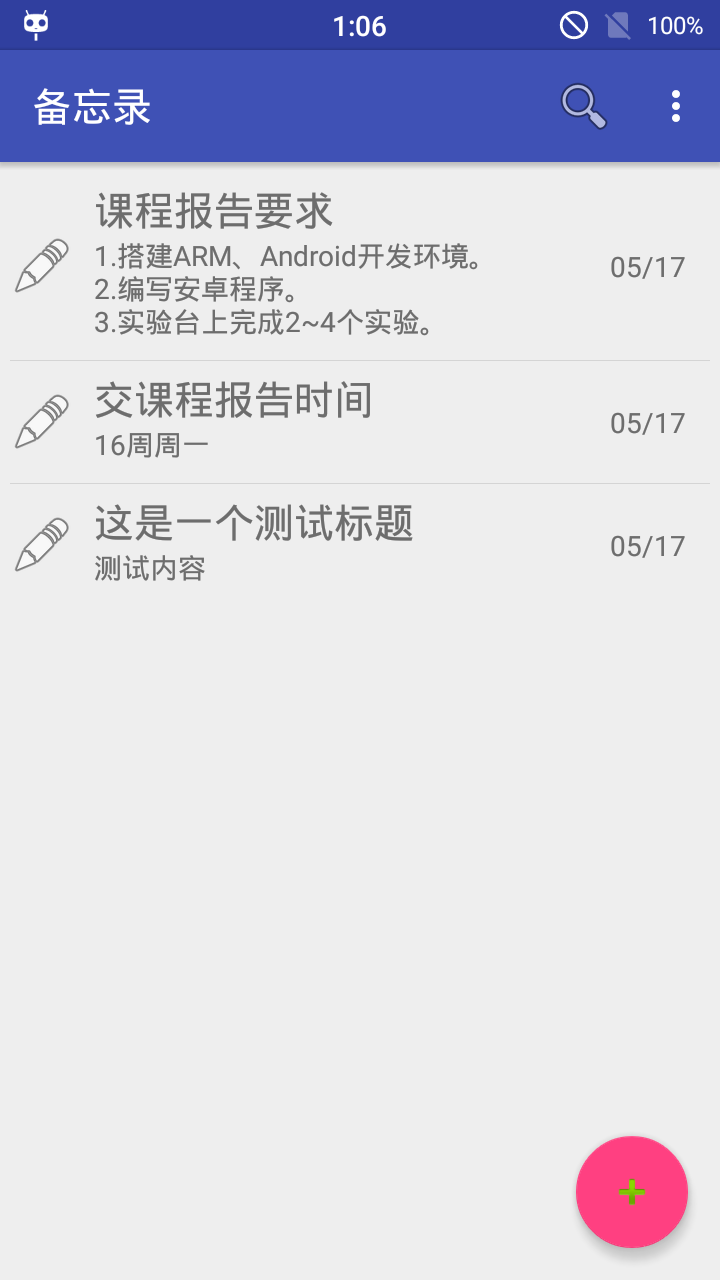 1:06
100%
备忘录
课程报告要求
1.搭建ARM、Android开发环境。
2.编写安卓程序。
3.实验台上完成2~4个实验。
05/17
交课程报告时间
16周周一
05/17
这是一个测试标题
测试内容
05/17